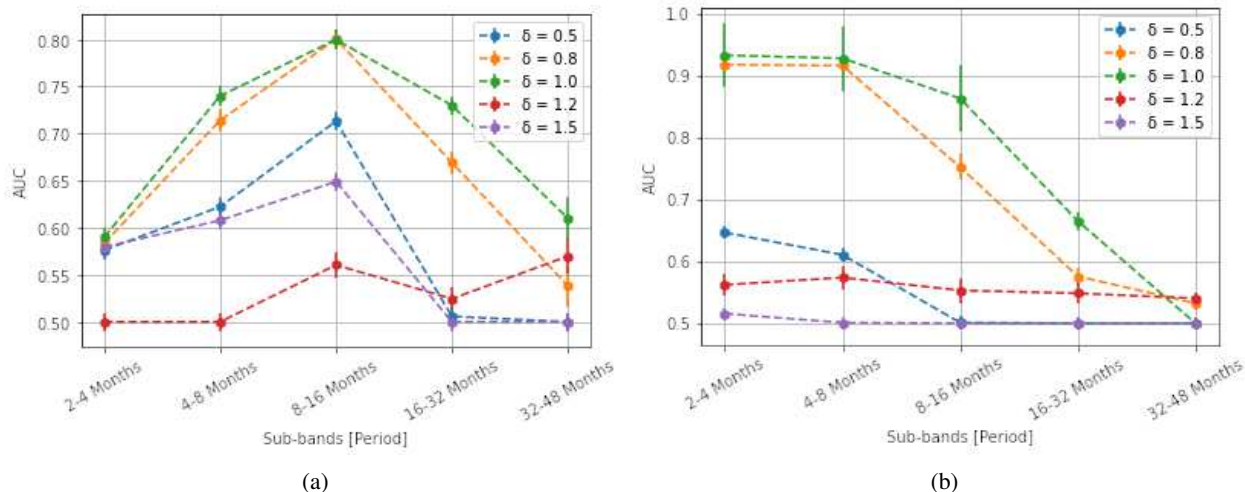 0.80
0.75
0.70
0.65
0.60
0.55
0.50
AUC
δ = 0.5
δ = 0.8
δ = 1.0
δ = 1.2
δ = 1.5
2-4 Months
4-8 Months
8-16 Months
16-32 Months
32-48 Months
Sub-bands [Period]
(a)
1.0
0.9
0.8
0.7
0.6
0.5
AUC
δ = 0.5
δ = 0.8
δ = 1.0
δ = 1.2
δ = 1.5
2-4 Months
4-8 Months
8-16 Months
16-32 Months
32-48 Months
Sub-bands [Period]
(b)